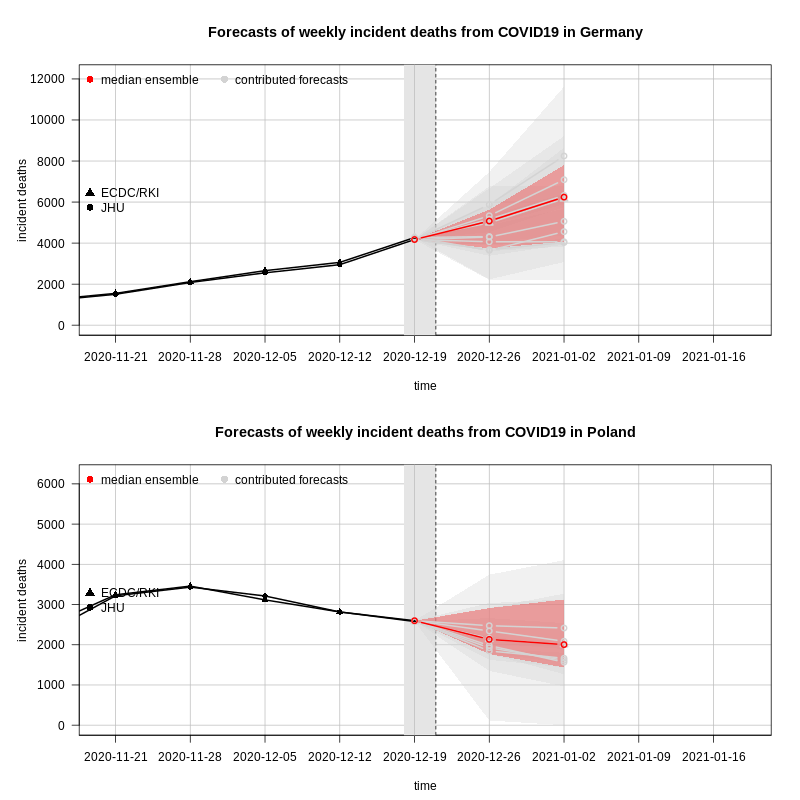 Forecasts of weekly incident deaths from COVID19 in Germany
incident deaths
12000
10000
8000
6000
4000
2000
0
median ensemble contributed forecasts
ECDC/RKI
JHU
2020-11-21 2020-11-28 2020-12-05 2020-12-12 2020-12-19 2020-12-26 2021-01-02 2021-01-09 2021-01-16
time
Forecasts of weekly incident deaths from COVID19 in Poland
incident deaths
6000
5000
4000
3000
2000
1000
0
median ensemble contributed forecasts
ECDC/RKI
JHU
2020-11-21 2020-11-28 2020-12-05 2020-12-12 2020-12-19 2020-12-26 2021-01-02 2021-01-09 2021-01-16
time